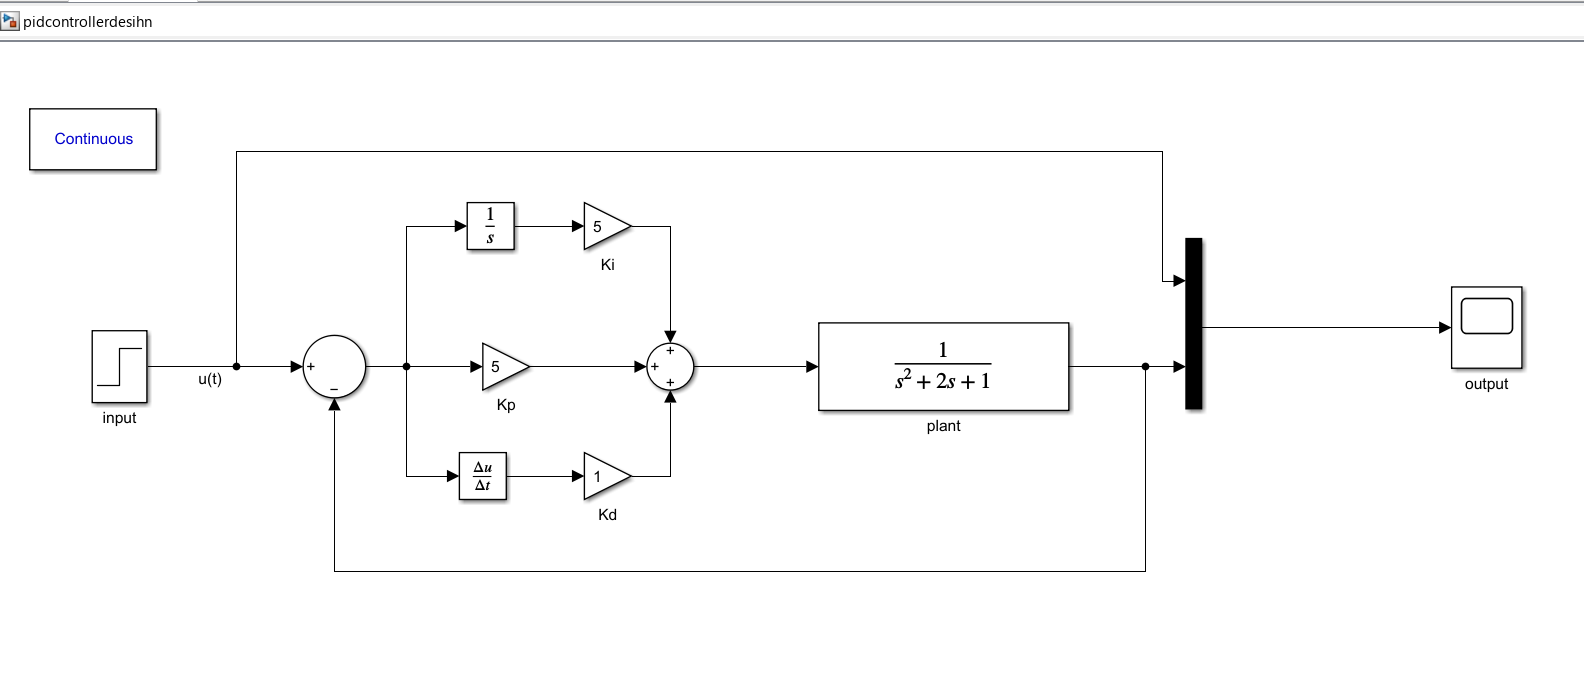 pidcontrollerdesihn
Continuous
1
s
5
Ki
+
u(t)
input
+
−
5
Kp
+
+
+
1
s² + 2s + 1
plant
output
Δu
Δt
1
Kd